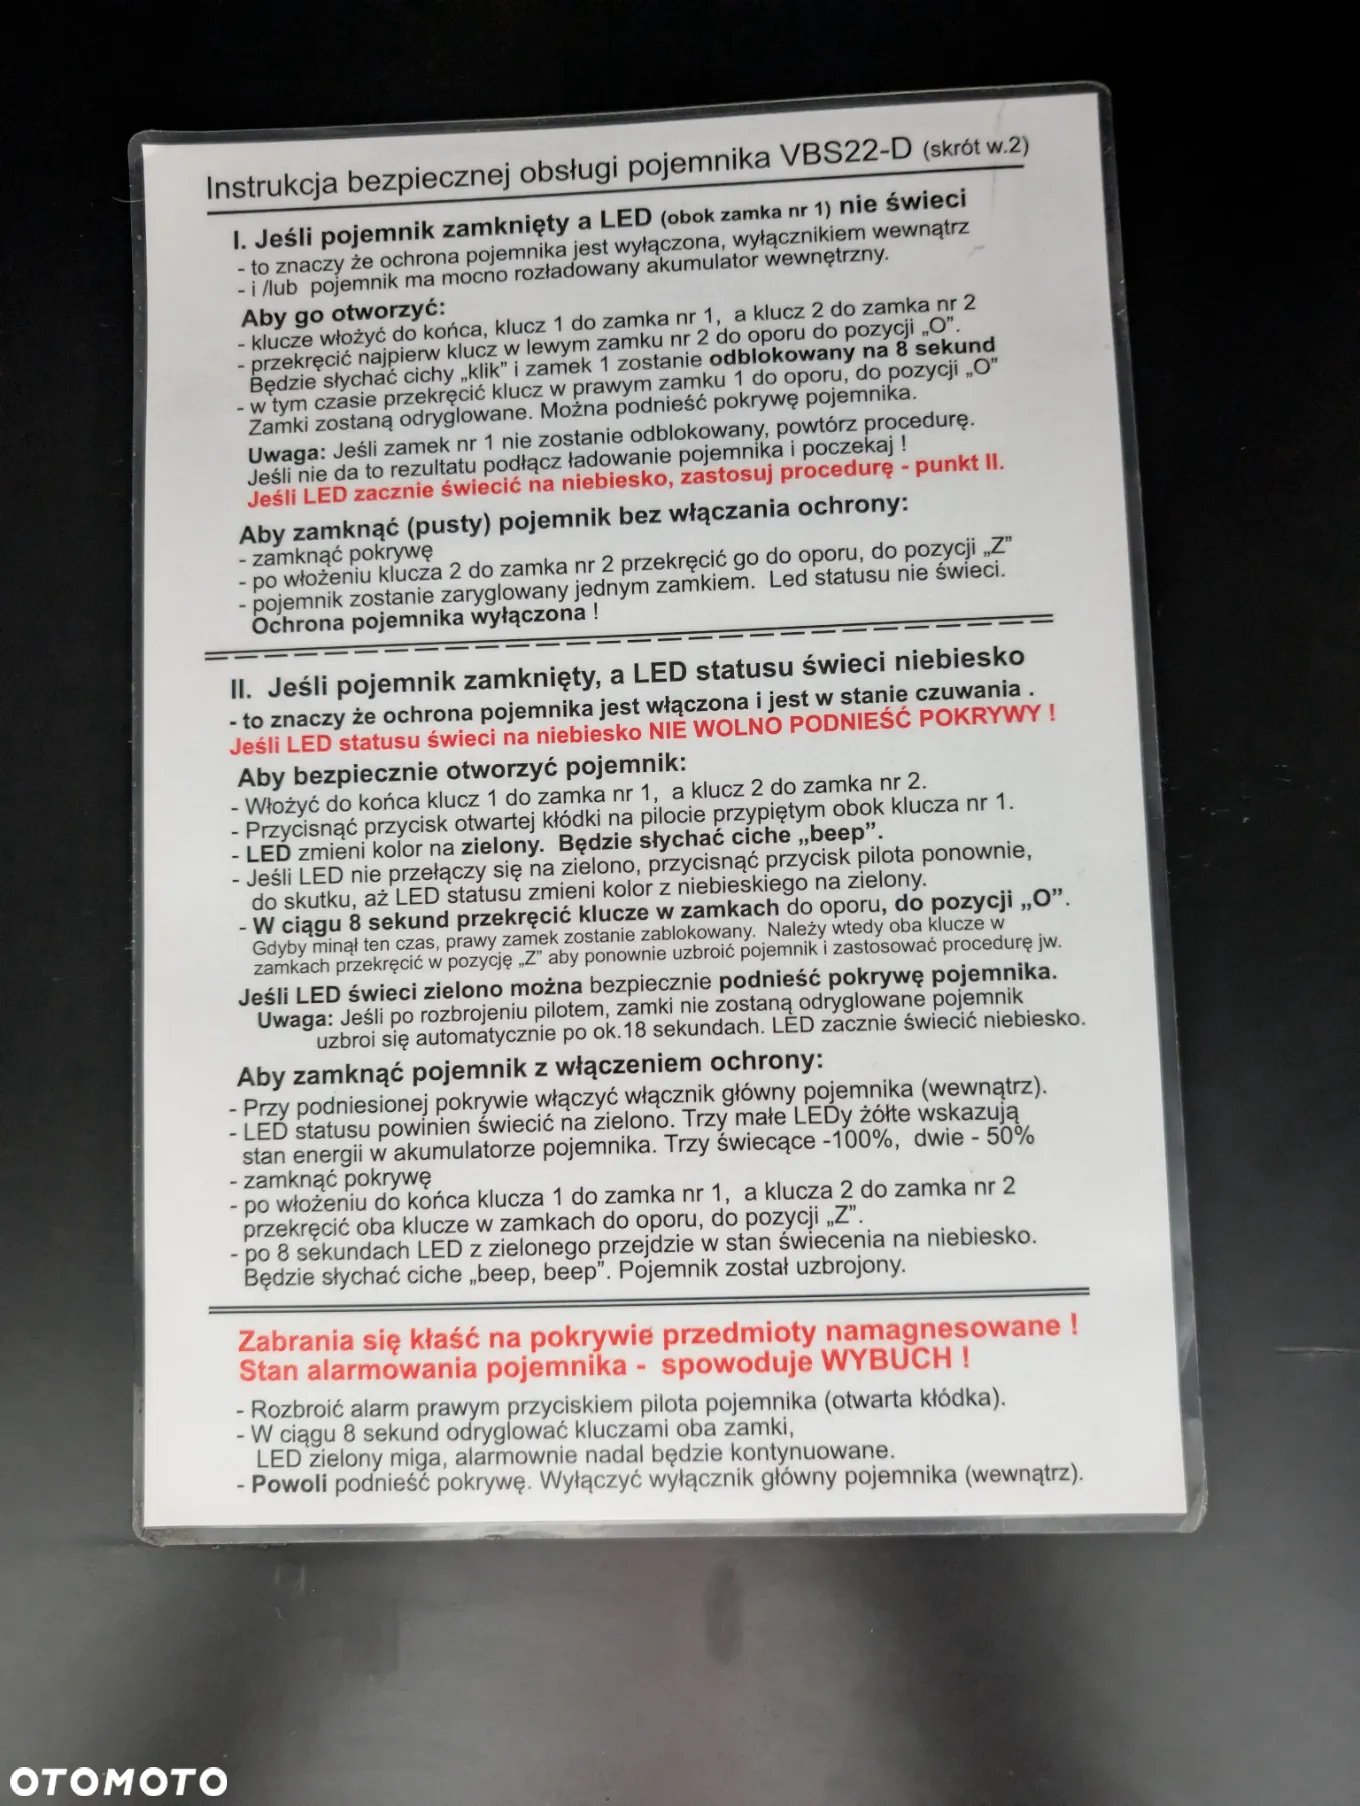 Instrukcja bezpiecznej obsługi pojemnika VBS22-D (skrót w.2)
I. Jeśli pojemnik zamknięty a LED (obok zamka nr 1) nie świeci
- to znaczy że ochrona pojemnika jest wyłączona, wyłącznikiem wewnątrz
- i /lub pojemnik ma mocno rozładowany akumulator wewnętrzny.
Aby go otworzyć:
- klucze włożyć do końca, klucz 1 do zamka nr 1, a klucz 2 do zamka nr 2
- przekręcić najpierw klucz w lewym zamku nr 2 do oporu do pozycji „O”.
Będzie słychać cichy „klik” i zamek 1 zostanie odblokowany na 8 sekund
- w tym czasie przekręcić klucz w prawym zamku 1 do oporu, do pozycji „O”
Zamki zostaną odryglowane. Można podnieść pokrywę pojemnika.
Uwaga: Jeśli zamek nr 1 nie zostanie odblokowany, powtórz procedurę.
Jeśli nie da to rezultatu podłącz ładowanie pojemnika i poczekaj !
Jeśli LED zacznie świecić na niebiesko, zastosuj procedurę - punkt II.
Aby zamknąć (pusty) pojemnik bez włączania ochrony:
- zamknąć pokrywę
- po włożeniu klucza 2 do zamka nr 2 przekręcić go do oporu, do pozycji „Z”
- pojemnik zostanie zaryglowany jednym zamkiem. Led statusu nie świeci.
Ochrona pojemnika wyłączona !
II. Jeśli pojemnik zamknięty, a LED statusu świeci niebiesko
- to znaczy że ochrona pojemnika jest włączona i jest w stanie czuwania .
Jeśli LED statusu świeci na niebiesko NIE WOLNO PODNIEŚĆ POKRYWY !
Aby bezpiecznie otworzyć pojemnik:
- Włożyć do końca klucz 1 do zamka nr 1, a klucz 2 do zamka nr 2.
- Przycisnąć przycisk otwartej kłódki na pilocie przypiętym obok klucza nr 1.
- LED zmieni kolor na zielony. Będzie słychać ciche „beep”.
- Jeśli LED nie przełączy się na zielono, przycisnąć przycisk pilota ponownie,
do skutku, aż LED statusu zmieni kolor z niebieskiego na zielony.
- W ciągu 8 sekund przekręcić klucze w zamkach do oporu, do pozycji „O”.
Gdyby minął ten czas, prawy zamek zostanie zablokowany. Należy wtedy oba klucze w
zamkach przekręcić w pozycję „Z” aby ponownie uzbroić pojemnik i zastosować procedurę jw.
Jeśli LED świeci zielono można bezpiecznie podnieść pokrywę pojemnika.
Uwaga: Jeśli po rozbrojeniu pilotem, zamki nie zostaną odryglowane pojemnik
uzbroi się automatycznie po ok.18 sekundach. LED zacznie świecić niebiesko.
Aby zamknąć pojemnik z włączeniem ochrony:
- Przy podniesionej pokrywie włączyć włącznik główny pojemnika (wewnątrz).
- LED statusu powinien świecić na zielono. Trzy małe LEDy żółte wskazują
stan energii w akumulatorze pojemnika. Trzy świecące -100%, dwie - 50%
- zamknąć pokrywę
- po włożeniu do końca klucza 1 do zamka nr 1, a klucza 2 do zamka nr 2
przekręcić oba klucze w zamkach do oporu, do pozycji „Z”.
- po 8 sekundach LED z zielonego przejdzie w stan świecenia na niebiesko.
Będzie słychać ciche „beep, beep”. Pojemnik został uzbrojony.
Zabrania się kłaść na pokrywie przedmioty namagnesowane !
Stan alarmowania pojemnika - spowoduje WYBUCH !
- Rozbroić alarm prawym przyciskiem pilota pojemnika (otwarta kłódka).
- W ciągu 8 sekund odryglować kluczami oba zamki,
LED zielony miga, alarmownie nadal będzie kontynuowane.
- Powoli podnieść pokrywę. Wyłączyć wyłącznik główny pojemnika (wewnątrz).
OTOMOTO